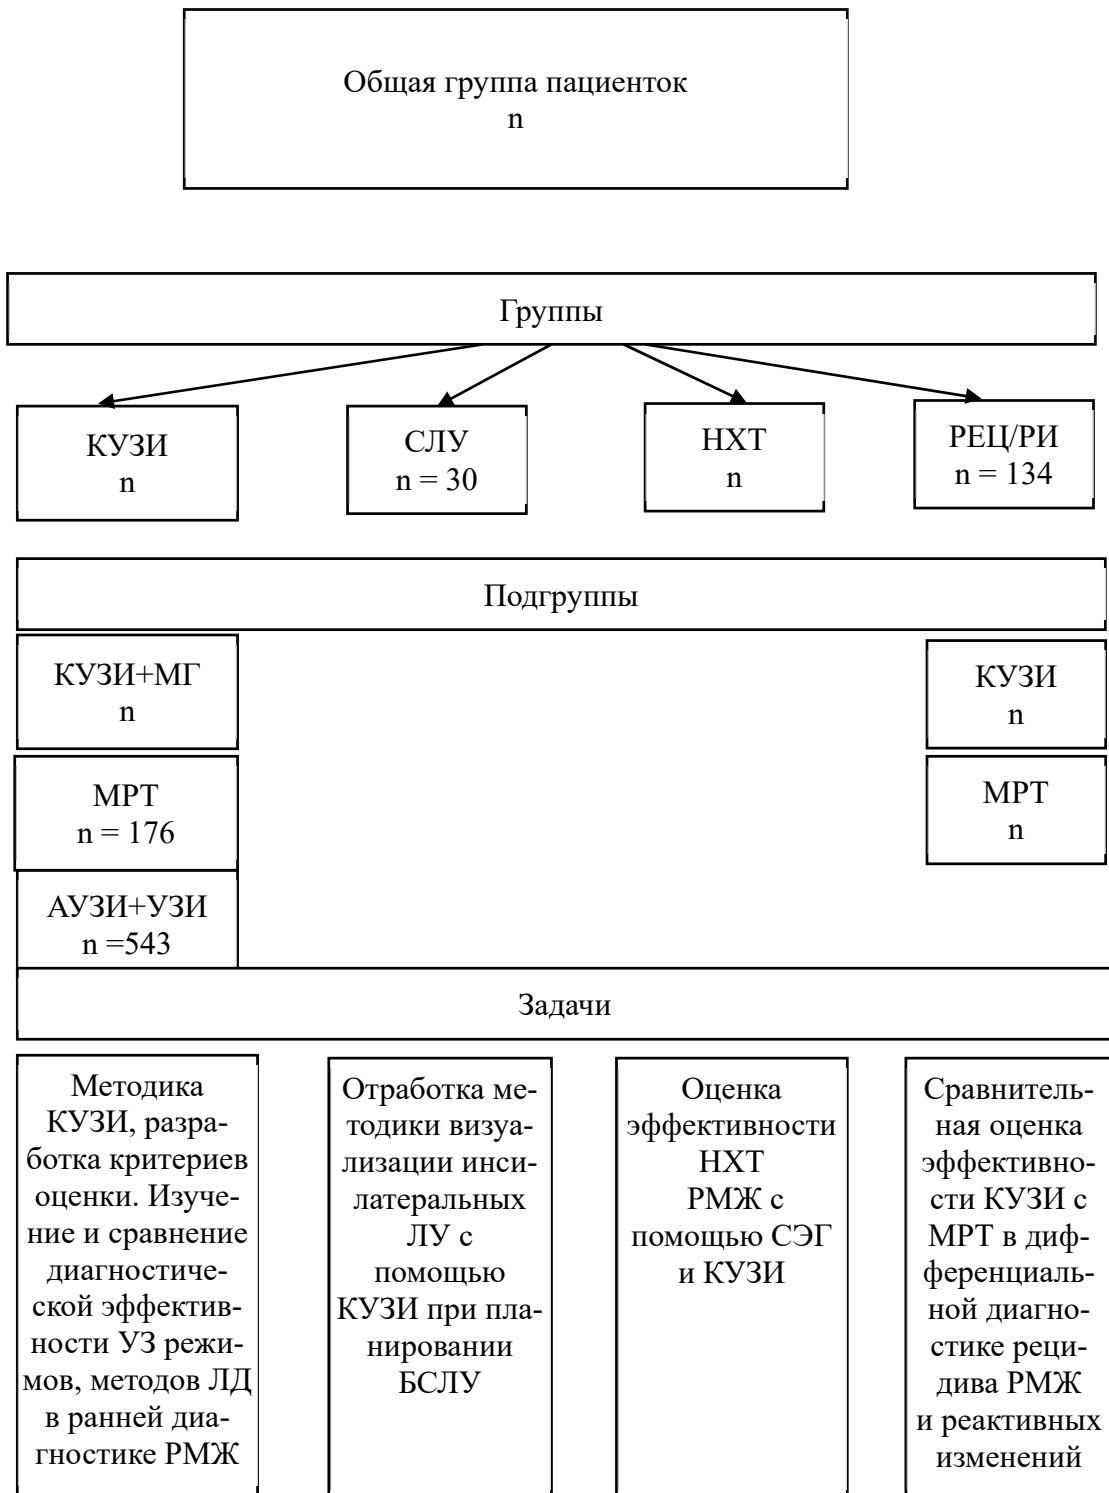 Общая группа пациенток
n
Группы
КУЗИ
n
СЛУ
n = 30
НХТ
n
РЕЦ/РИ
n = 134
Подгруппы
КУЗИ+МГ
n
КУЗИ
n
МРТ
n = 176
МРТ
n
АУЗИ+УЗИ
n =543
Задачи
Методика
КУЗИ, разра-
ботка критериев
оценки. Изуче-
ние и сравнение
диагностиче-
ской эффектив-
ности УЗ режи-
мов, методов ЛД
в ранней диа-
гностике РМЖ
Отработка ме-
тодики визуа-
лизации инси-
латеральных
ЛУ с
помощью
КУЗИ при пла-
нировании
БСЛУ
Оценка
эффективности
НХТ
РМЖ с
помощью СЭГ
и КУЗИ
Сравнитель-
ная оценка
эффективно-
сти КУЗИ с
МРТ в диф-
ференциаль-
ной диагно-
стике реци-
дива РМЖ
и реактивных
изменений